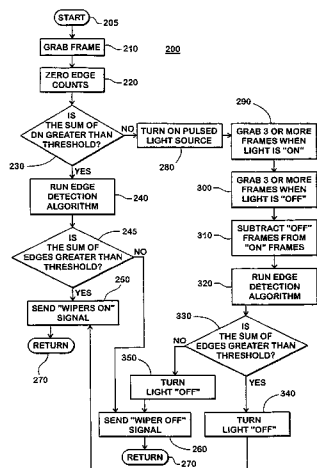 START
205
GRAB FRAME
210
200
ZERO EDGE
COUNTS
220
IS
THE SUM OF
DN GREATER THAN
THRESHOLD?
230
NO
TURN ON PULSED
LIGHT SOURCE
280
YES
RUN EDGE
DETECTION
ALGORITHM
240
IS
THE SUM OF
EDGES GREATER THAN
THRESHOLD?
245
NO
YES
250
SEND "WIPERS ON"
SIGNAL
RETURN
270
290
GRAB 3 OR MORE
FRAMES WHEN
LIGHT IS "ON"
300
GRAB 3 OR MORE
FRAMES WHEN
LIGHT IS "OFF"
310
SUBTRACT "OFF"
FRAMES FROM
"ON" FRAMES
320
RUN EDGE
DETECTION
ALGORITHM
330
IS
THE SUM OF
EDGES GREATER THAN
THRESHOLD?
NO
YES
350
TURN
LIGHT "OFF"
340
TURN
LIGHT "OFF"
SEND "WIPER OFF"
SIGNAL
260
RETURN
270